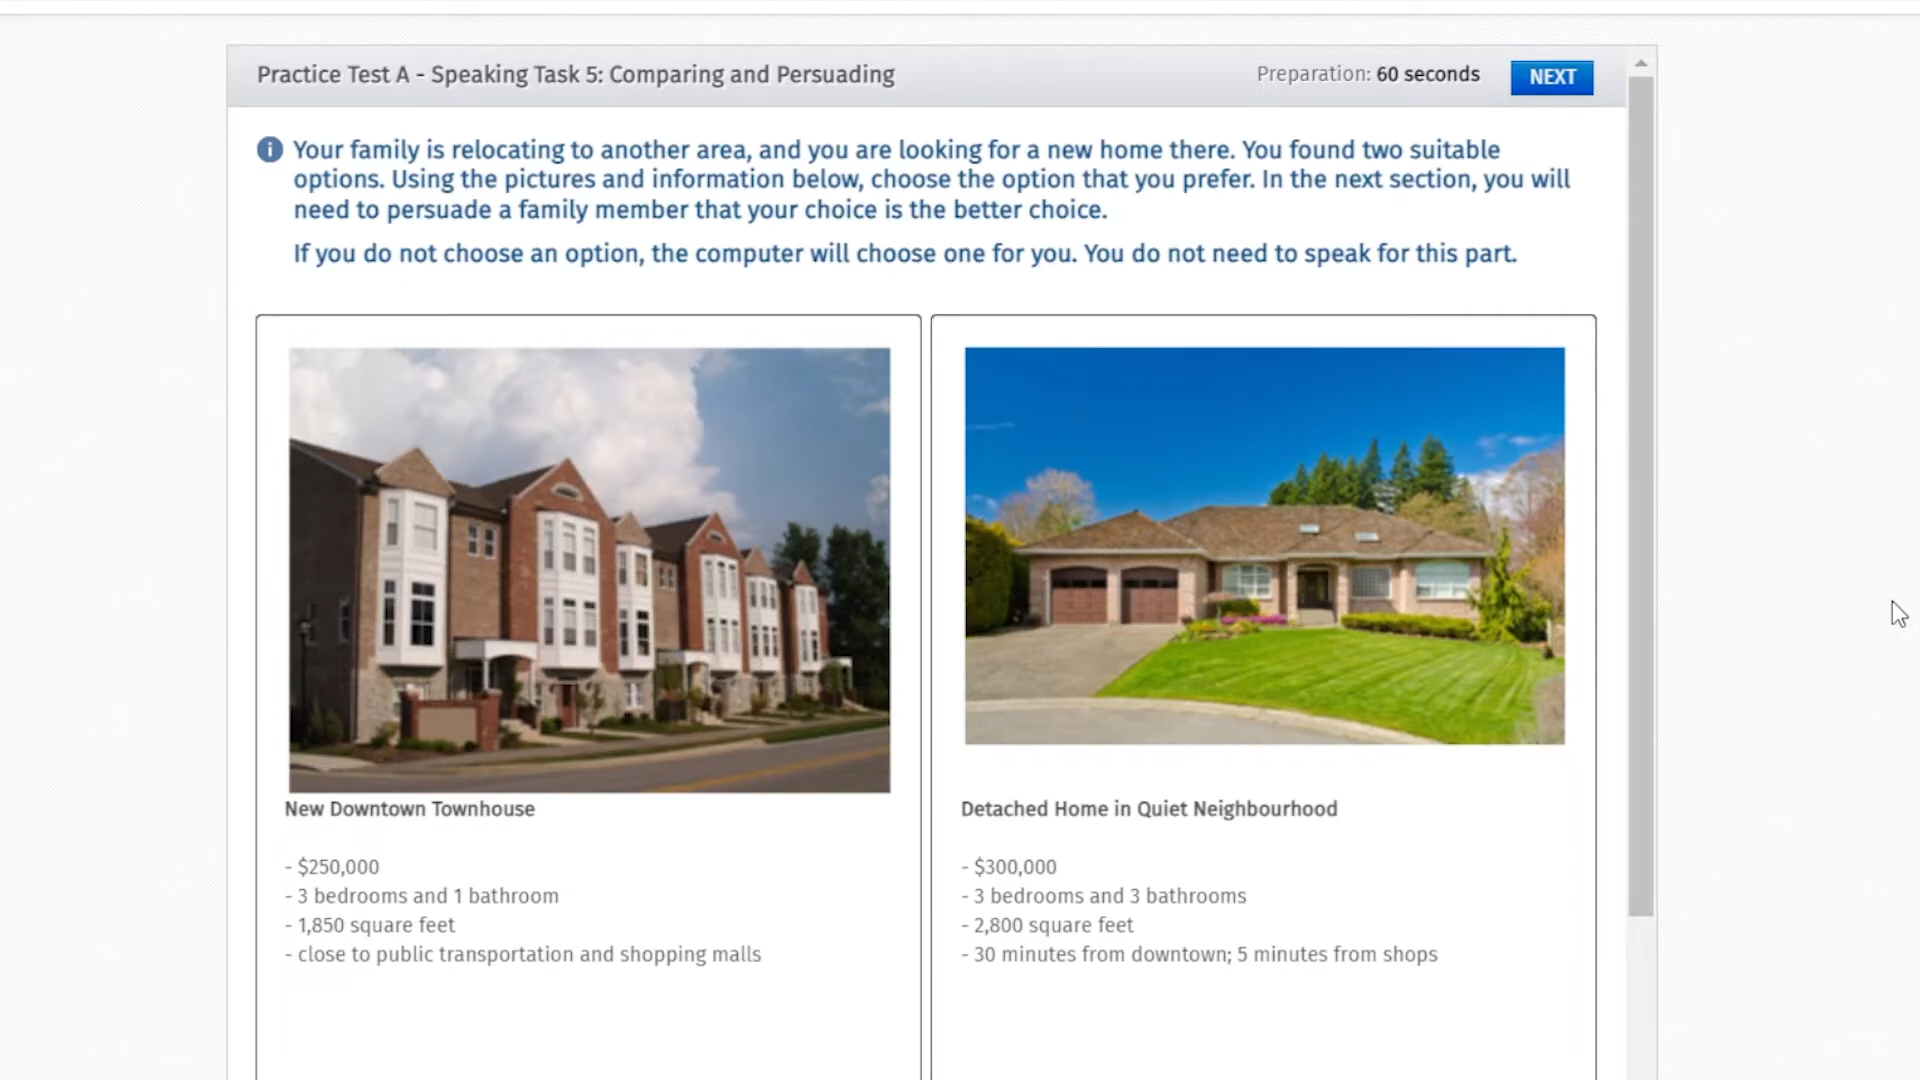 Practice Test A - Speaking Task 5: Comparing and Persuading
Preparation: 60 seconds
NEXT
Your family is relocating to another area, and you are looking for a new home there. You found two suitable
options. Using the pictures and information below, choose the option that you prefer. In the next section, you will
need to persuade a family member that your choice is the better choice.
If you do not choose an option, the computer will choose one for you. You do not need to speak for this part.
New Downtown Townhouse
- $250,000
- 3 bedrooms and 1 bathroom
- 1,850 square feet
- close to public transportation and shopping malls
Detached Home in Quiet Neighbourhood
- $300,000
- 3 bedrooms and 3 bathrooms
- 2,800 square feet
- 30 minutes from downtown; 5 minutes from shops